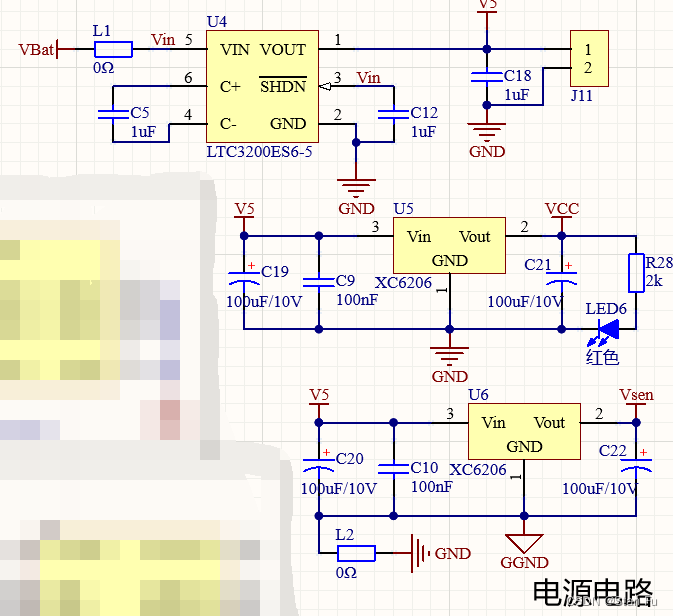 V5
U4
L1
VBat
Vin
5
VIN
VOUT
1
0Ω
6
C+
SHDN
3
Vin
C5
1uF
4
C-
GND
2
C12
1uF
LTC3200ES6-5
GND
C18
1uF
GND
1
2
J11
V5
U5
VCC
3
Vin
Vout
2
GND
+
C19
100uF/10V
C9
100nF
XC6206
1
C21
+
100uF/10V
R28
2k
LED6
红色
GND
V5
U6
Vsen
3
Vin
Vout
2
GND
+
C20
100uF/10V
C10
100nF
XC6206
1
C22
+
100uF/10V
L2
0Ω
GND
GGND
电源电路